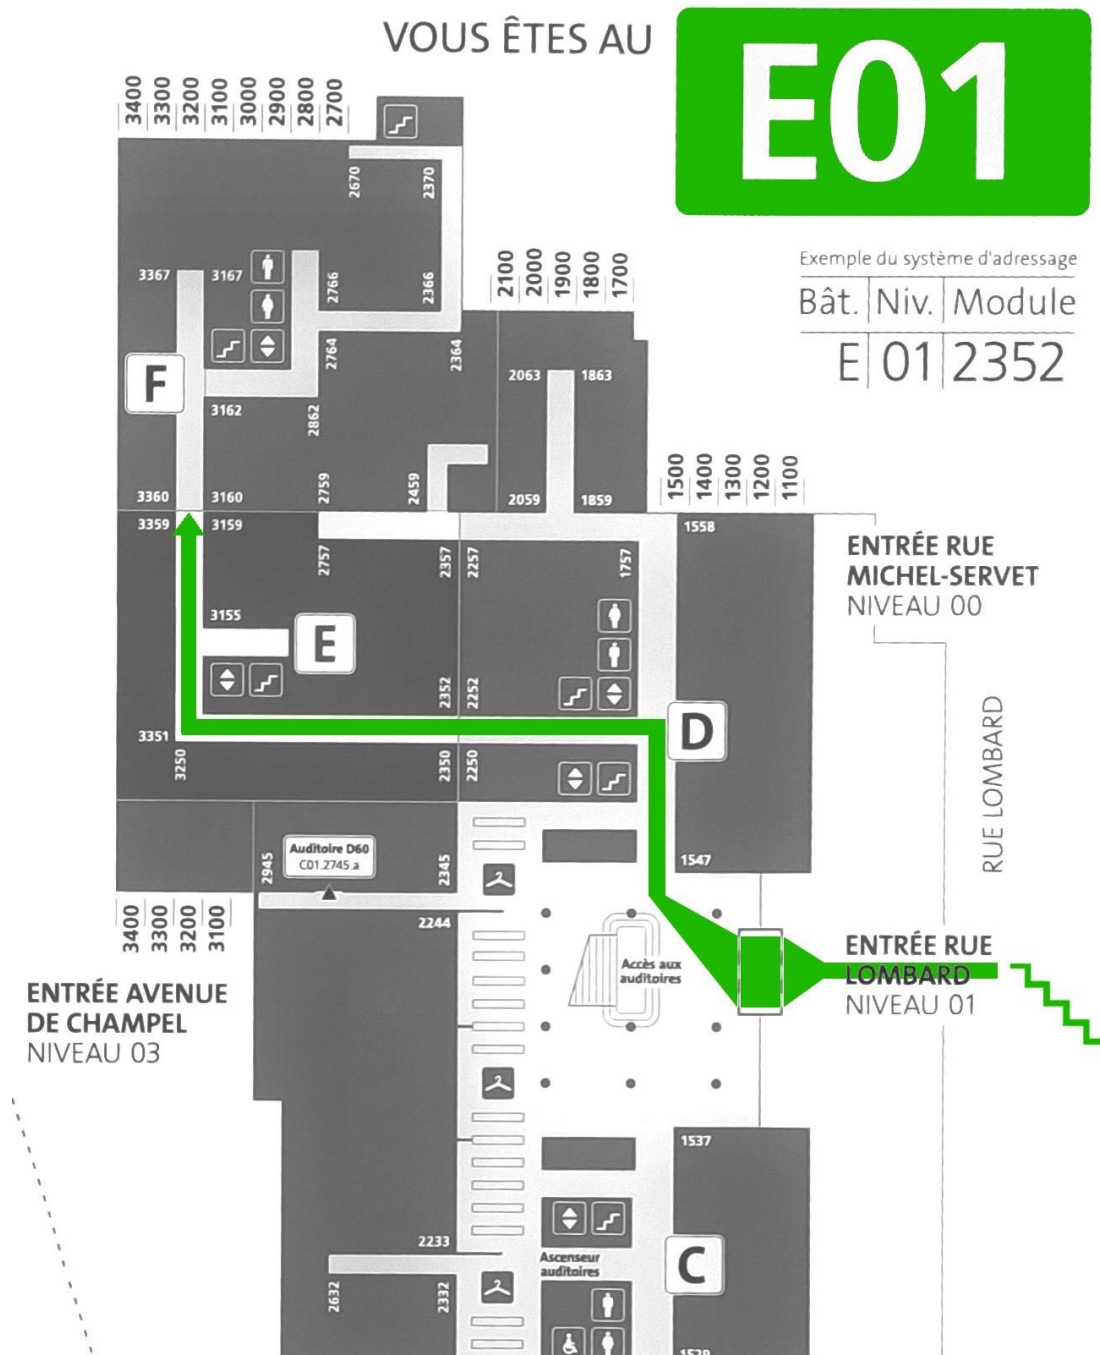 VOUS ÊTES AU
E01
3400
3300
3200
3100
3000
2900
2800
2700
2670
2370
Exemple du système d'adressage
Bât. Niv. Module
E 01 2352
2100
2000
1900
1800
1700
3367
3167
2766
2366
2764
2364
F
2063
1863
3162
2862
1500
1400
1300
1200
1100
3360
3160
2759
2459
2059
1859
3359
3159
2757
2357
2257
1757
1558
ENTRÉE RUE
MICHEL-SERVET
NIVEAU 00
3155
E
2352
2252
D
RUE LOMBARD
3351
3250
2350
2250
2945
Auditoire D60
C01.2745.a
2345
1547
3400
3300
3200
3100
2244
ENTRÉE RUE
LOMBARD
NIVEAU 01
Accès aux
auditoires
ENTRÉE AVENUE
DE CHAMPEL
NIVEAU 03
1537
2233
Ascenseur
auditoires
C
2632
2332